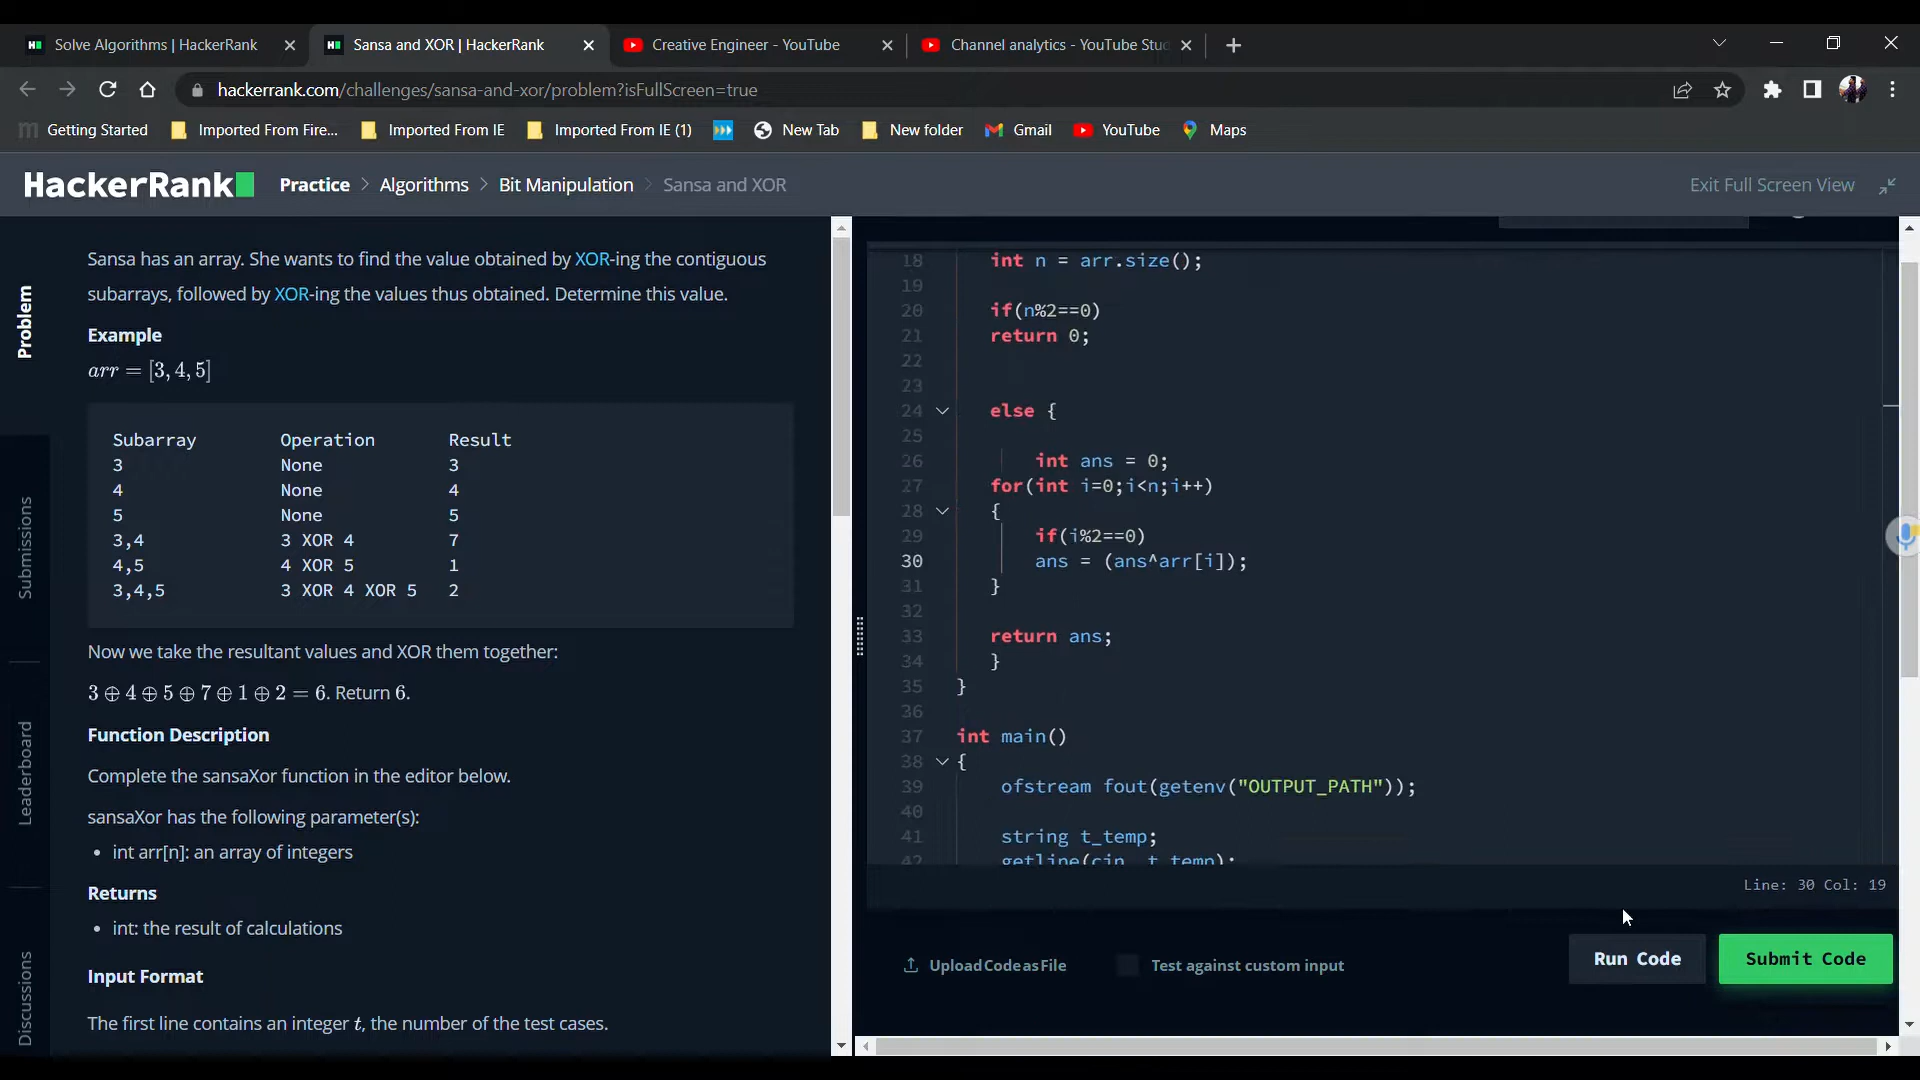 Solve Algorithms | HackerRank
Sansa and XOR | HackerRank
Creative Engineer - YouTube
Channel analytics - YouTube Stu
hackerrank.com/challenges/sansa-and-xor/problem?isFullScreen=true
Getting Started
Imported From Fire...
Imported From IE
Imported From IE (1)
New Tab
New folder
Gmail
YouTube
Maps
HackerRank
Practice > Algorithms > Bit Manipulation > Sansa and XOR
Exit Full Screen View
Problem
Submissions
Leaderboard
Discussions
Sansa has an array. She wants to find the value obtained by XOR-ing the contiguous
subarrays, followed by XOR-ing the values thus obtained. Determine this value.
Example
arr = [3, 4, 5]
Subarray Operation Result
3 None 3
4 None 4
5 None 5
3,4 3 XOR 4 7
4,5 4 XOR 5 1
3,4,5 3 XOR 4 XOR 5 2
Now we take the resultant values and XOR them together:
3 ⊕ 4 ⊕ 5 ⊕ 7 ⊕ 1 ⊕ 2 = 6. Return 6.
Function Description
Complete the sansaXor function in the editor below.
sansaXor has the following parameter(s):
• int arr[n]: an array of integers
Returns
• int: the result of calculations
Input Format
The first line contains an integer t, the number of the test cases.
18 int n = arr.size();
19
20 if(n%2==0)
21 return 0;
22
23
24 else {
25
26 int ans = 0;
27 for(int i=0;i<n;i++)
28 {
29 if(i%2==0)
30 ans = (ans^arr[i]);
31 }
32
33 return ans;
34 }
35 }
36
37 int main()
38 {
39 ofstream fout(getenv("OUTPUT_PATH"));
40
41 string t_temp;
42 getline(cin, t_temp);
Line: 30 Col: 19
Upload Code as File
Test against custom input
Run Code
Submit Code